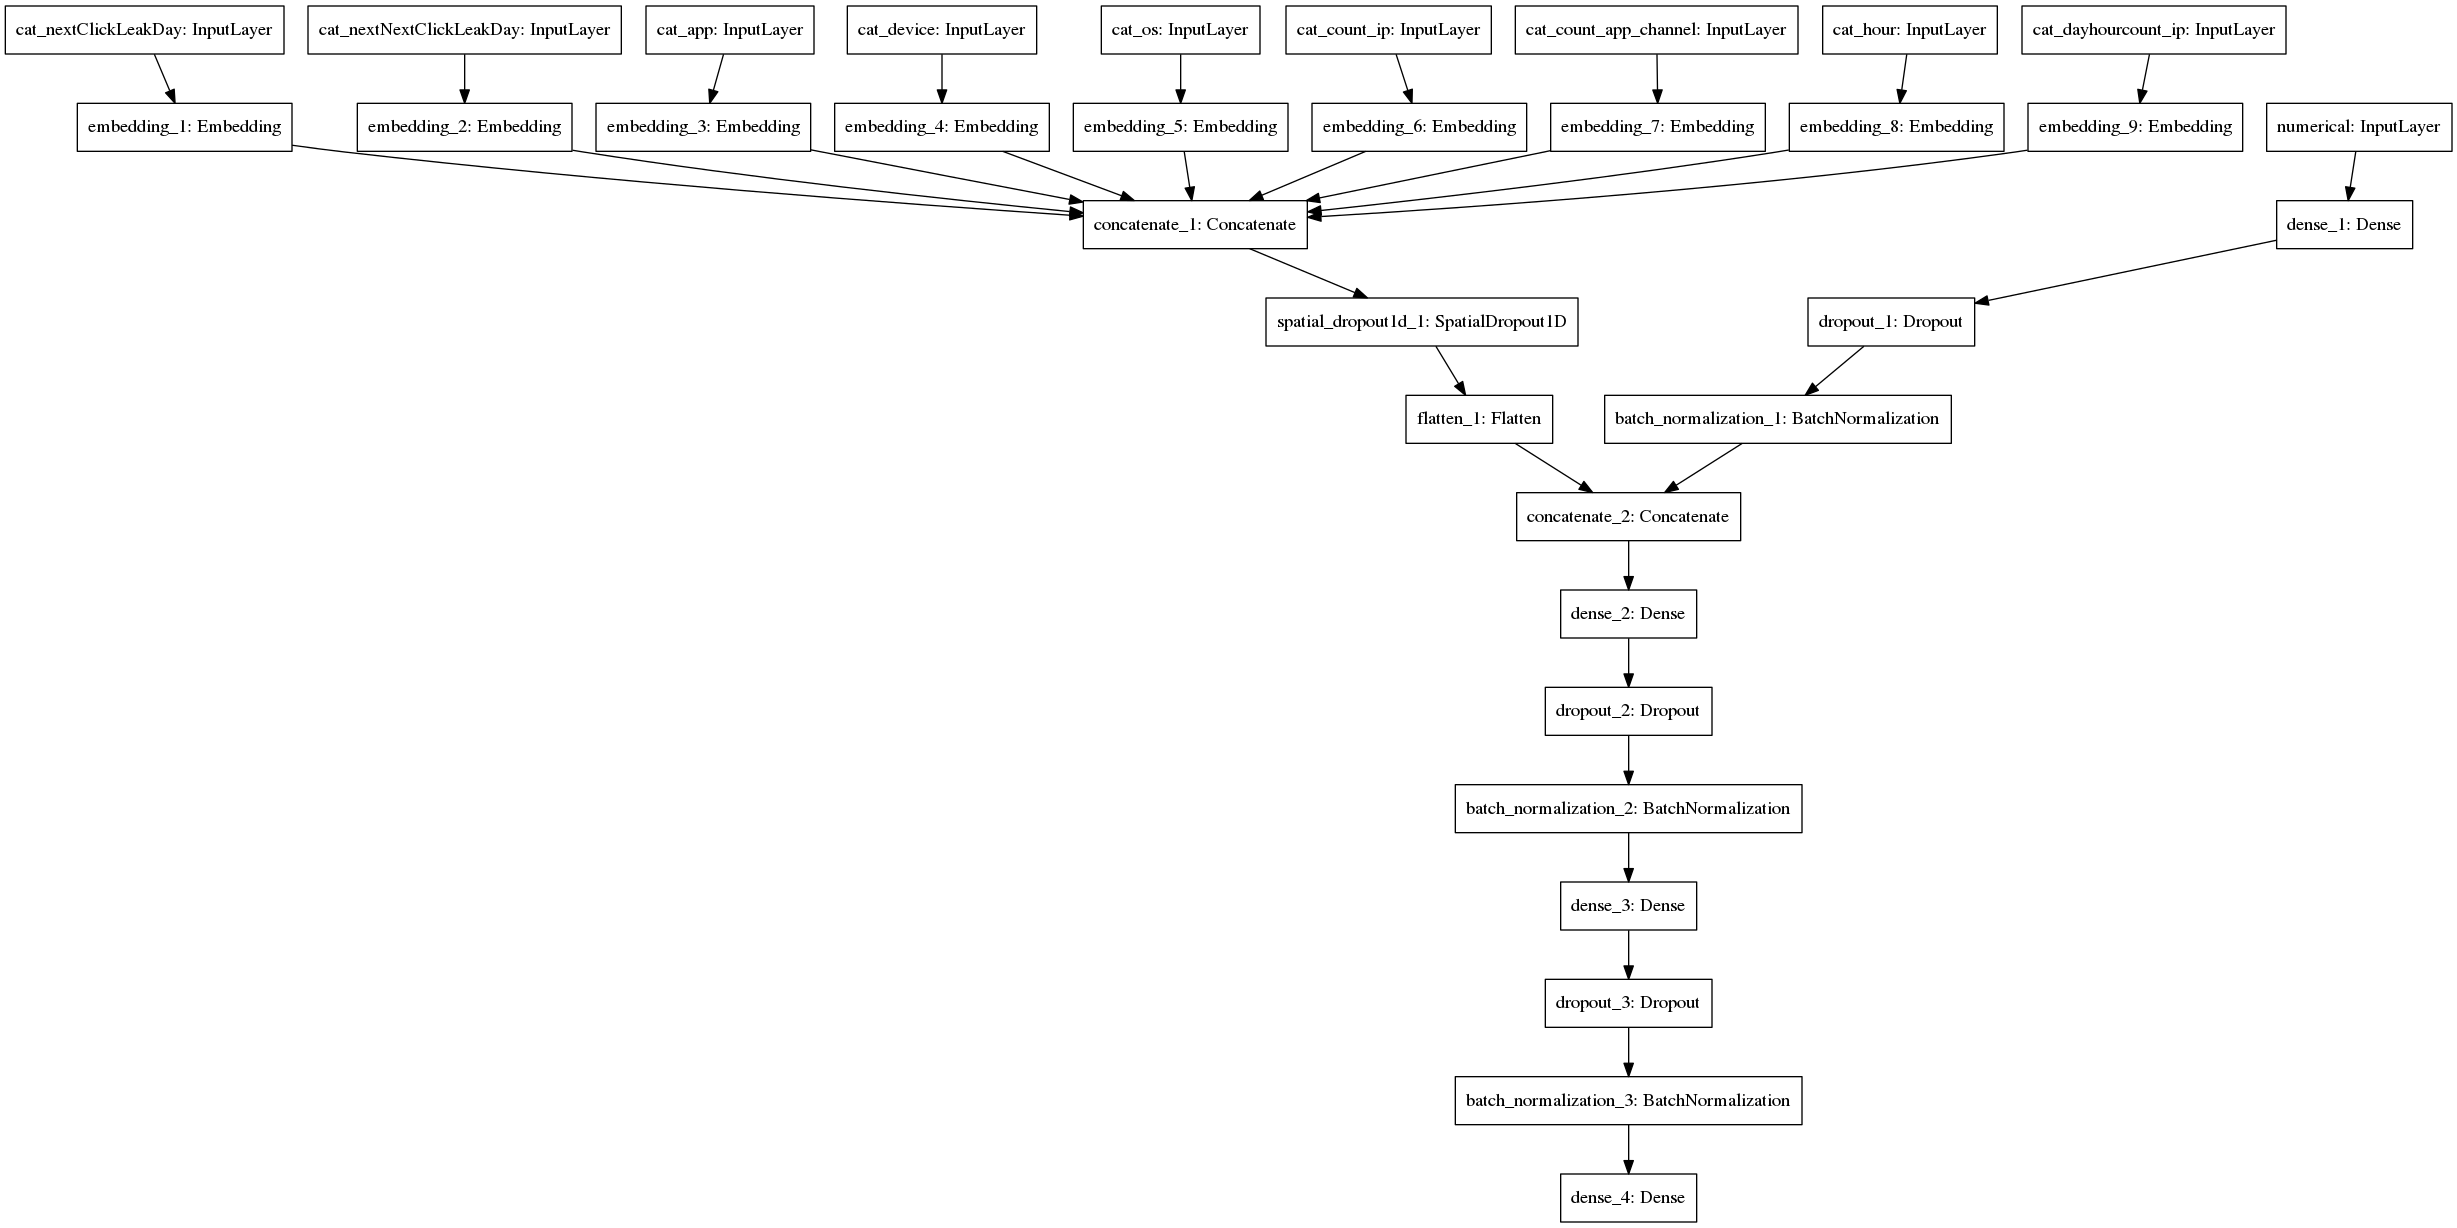 cat_nextClickLeakDay: InputLayer
cat_nextNextClickLeakDay: InputLayer
cat_app: InputLayer
cat_device: InputLayer
cat_os: InputLayer
cat_count_ip: InputLayer
cat_count_app_channel: InputLayer
cat_hour: InputLayer
cat_dayhourcount_ip: InputLayer
embedding_1: Embedding
embedding_2: Embedding
embedding_3: Embedding
embedding_4: Embedding
embedding_5: Embedding
embedding_6: Embedding
embedding_7: Embedding
embedding_8: Embedding
embedding_9: Embedding
numerical: InputLayer
concatenate_1: Concatenate
dense_1: Dense
spatial_dropout1d_1: SpatialDropout1D
dropout_1: Dropout
flatten_1: Flatten
batch_normalization_1: BatchNormalization
concatenate_2: Concatenate
dense_2: Dense
dropout_2: Dropout
batch_normalization_2: BatchNormalization
dense_3: Dense
dropout_3: Dropout
batch_normalization_3: BatchNormalization
dense_4: Dense